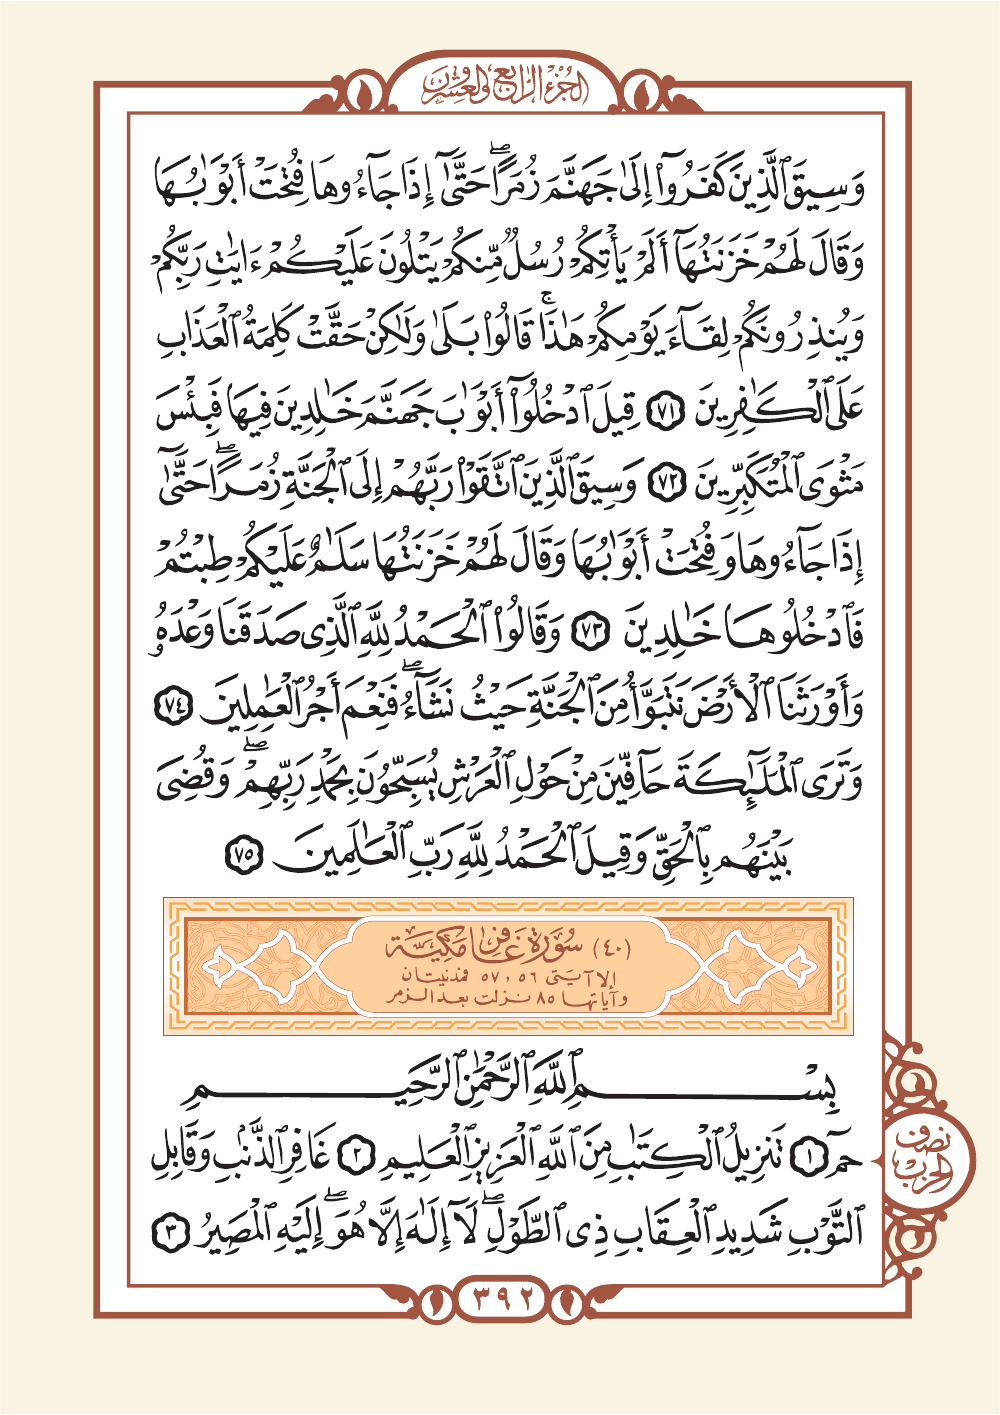 الجزء الرابع والعشرون
وَسِيقَ ٱلَّذِينَ كَفَرُوٓاْ إِلَىٰ جَهَنَّمَ زُمَرًاۖ حَتَّىٰٓ إِذَا جَآءُوهَا فُتِحَتۡ أَبۡوَٰبُهَا
وَقَالَ لَهُمۡ خَزَنَتُهَآ أَلَمۡ يَأۡتِكُمۡ رُسُلٞ مِّنكُمۡ يَتۡلُونَ عَلَيۡكُمۡ ءَايَٰتِ رَبِّكُمۡ
وَيُنذِرُونَكُمۡ لِقَآءَ يَوۡمِكُمۡ هَٰذَاۚ قَالُواْ بَلَىٰ وَلَٰكِنۡ حَقَّتۡ كَلِمَةُ ٱلۡعَذَابِ
عَلَى ٱلۡكَٰفِرِينَ ٧١ قِيلَ ٱدۡخُلُوٓاْ أَبۡوَٰبَ جَهَنَّمَ خَٰلِدِينَ فِيهَا فَبِئۡسَ
مَثۡوَى ٱلۡمُتَكَبِّرِينَ ٧٢ وَسِيقَ ٱلَّذِينَ ٱتَّقَوۡاْ رَبَّهُمۡ إِلَى ٱلۡجَنَّةِ زُمَرًاۖ حَتَّىٰٓ
إِذَا جَآءُوهَا وَفُتِحَتۡ أَبۡوَٰبُهَا وَقَالَ لَهُمۡ خَزَنَتُهَا سَلَٰمٌ عَلَيۡكُمۡ طِبۡتُمۡ
فَٱدۡخُلُوهَا خَٰلِدِينَ ٧٣ وَقَالُواْ ٱلۡحَمۡدُ لِلَّهِ ٱلَّذِي صَدَقَنَا وَعۡدَهُۥ
وَأَوۡرَثَنَا ٱلۡأَرۡضَ نَتَبَوَّأُ مِنَ ٱلۡجَنَّةِ حَيۡثُ نَشَآءُۖ فَنِعۡمَ أَجۡرُ ٱلۡعَٰمِلِينَ ٧٤
وَتَرَى ٱلۡمَلَٰٓئِكَةَ حَآفِّينَ مِنۡ حَوۡلِ ٱلۡعَرۡشِ يُسَبِّحُونَ بِحَمۡدِ رَبِّهِمۡۖ وَقُضِيَ
بَيۡنَهُم بِٱلۡحَقِّ وَقِيلَ ٱلۡحَمۡدُ لِلَّهِ رَبِّ ٱلۡعَٰلَمِينَ ٧٥
(٤٠) سُورَة غَافِر مَكِّيَّة
إلا آيتي ٥٦ ، ٥٧ فمدنيتان
وآياتها ٨٥ نزلت بعد الزمر
بِسۡمِ ٱللَّهِ ٱلرَّحۡمَٰنِ ٱلرَّحِيمِ
حمٓ ١ تَنزِيلُ ٱلۡكِتَٰبِ مِنَ ٱللَّهِ ٱلۡعَزِيزِ ٱلۡعَلِيمِ ٢ غَافِرِ ٱلذَّنۢبِ وَقَابِلِ
ٱلتَّوۡبِ شَدِيدِ ٱلۡعِقَابِ ذِي ٱلطَّوۡلِۖ لَآ إِلَٰهَ إِلَّا هُوَۖ إِلَيۡهِ ٱلۡمَصِيرُ ٣
نصف
الحزب
٣٩٢